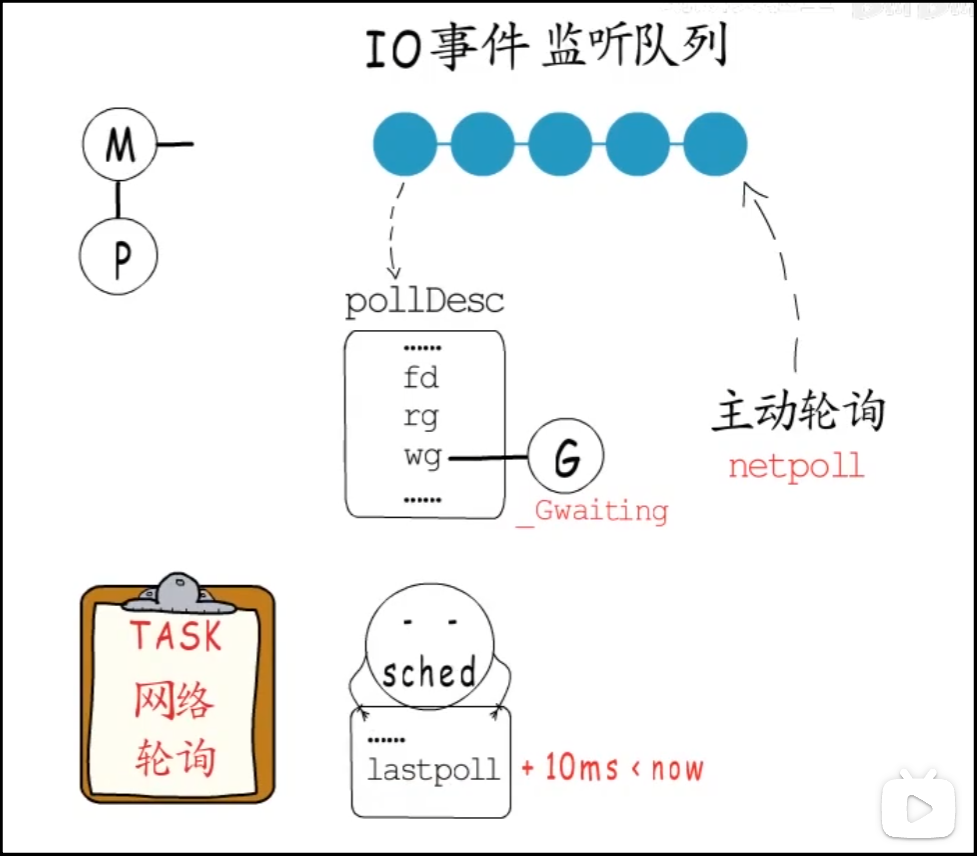 IO事件 监听队列
M
P
pollDesc
......
fd
rg
wg
......
G
_Gwaiting
主动轮询
netpoll
TASK
网络
轮询
sched
......
lastpoll
+ 10ms < now